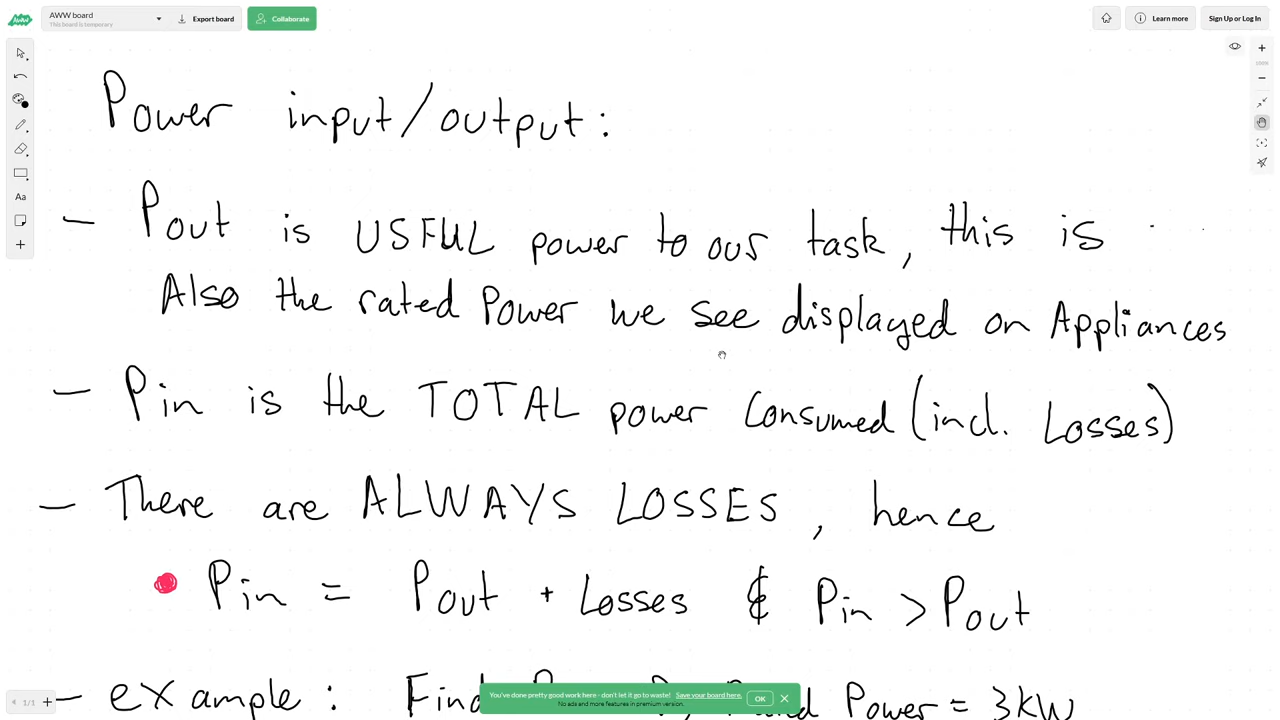 AWW board
This board is temporary
Export board
Collaborate
Learn more
Sign Up or Log In
Power input/output:
- Pout is USEFUL power to our task, this is
Also the rated Power we see displayed on Appliances
- Pin is the TOTAL power Consumed (incl. Losses)
- There are ALWAYS LOSSES, hence
Pin = Pout + Losses & Pin > Pout
- example: Find Power = 3kW
You've done pretty good work here - don't let it go to waste! Save your board here.
No ads and more features in premium version.
OK
Aa
1/1